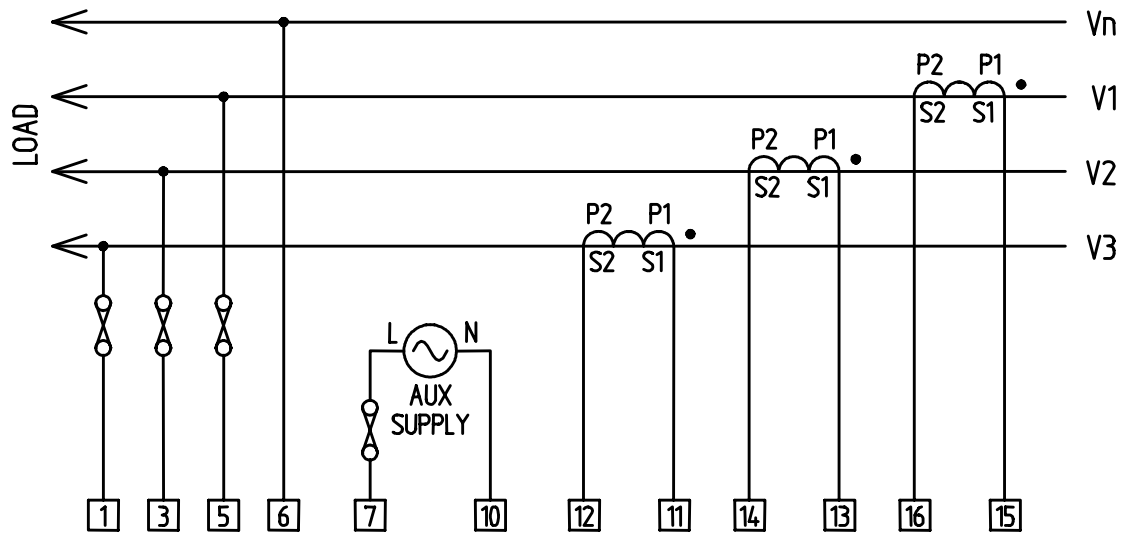 Vn
P2 P1
V1
S2 S1
LOAD
P2 P1
V2
S2 S1
P2 P1
V3
S2 S1
L N
AUX
SUPPLY
1 3 5 6 7 10 12 11 14 13 16 15